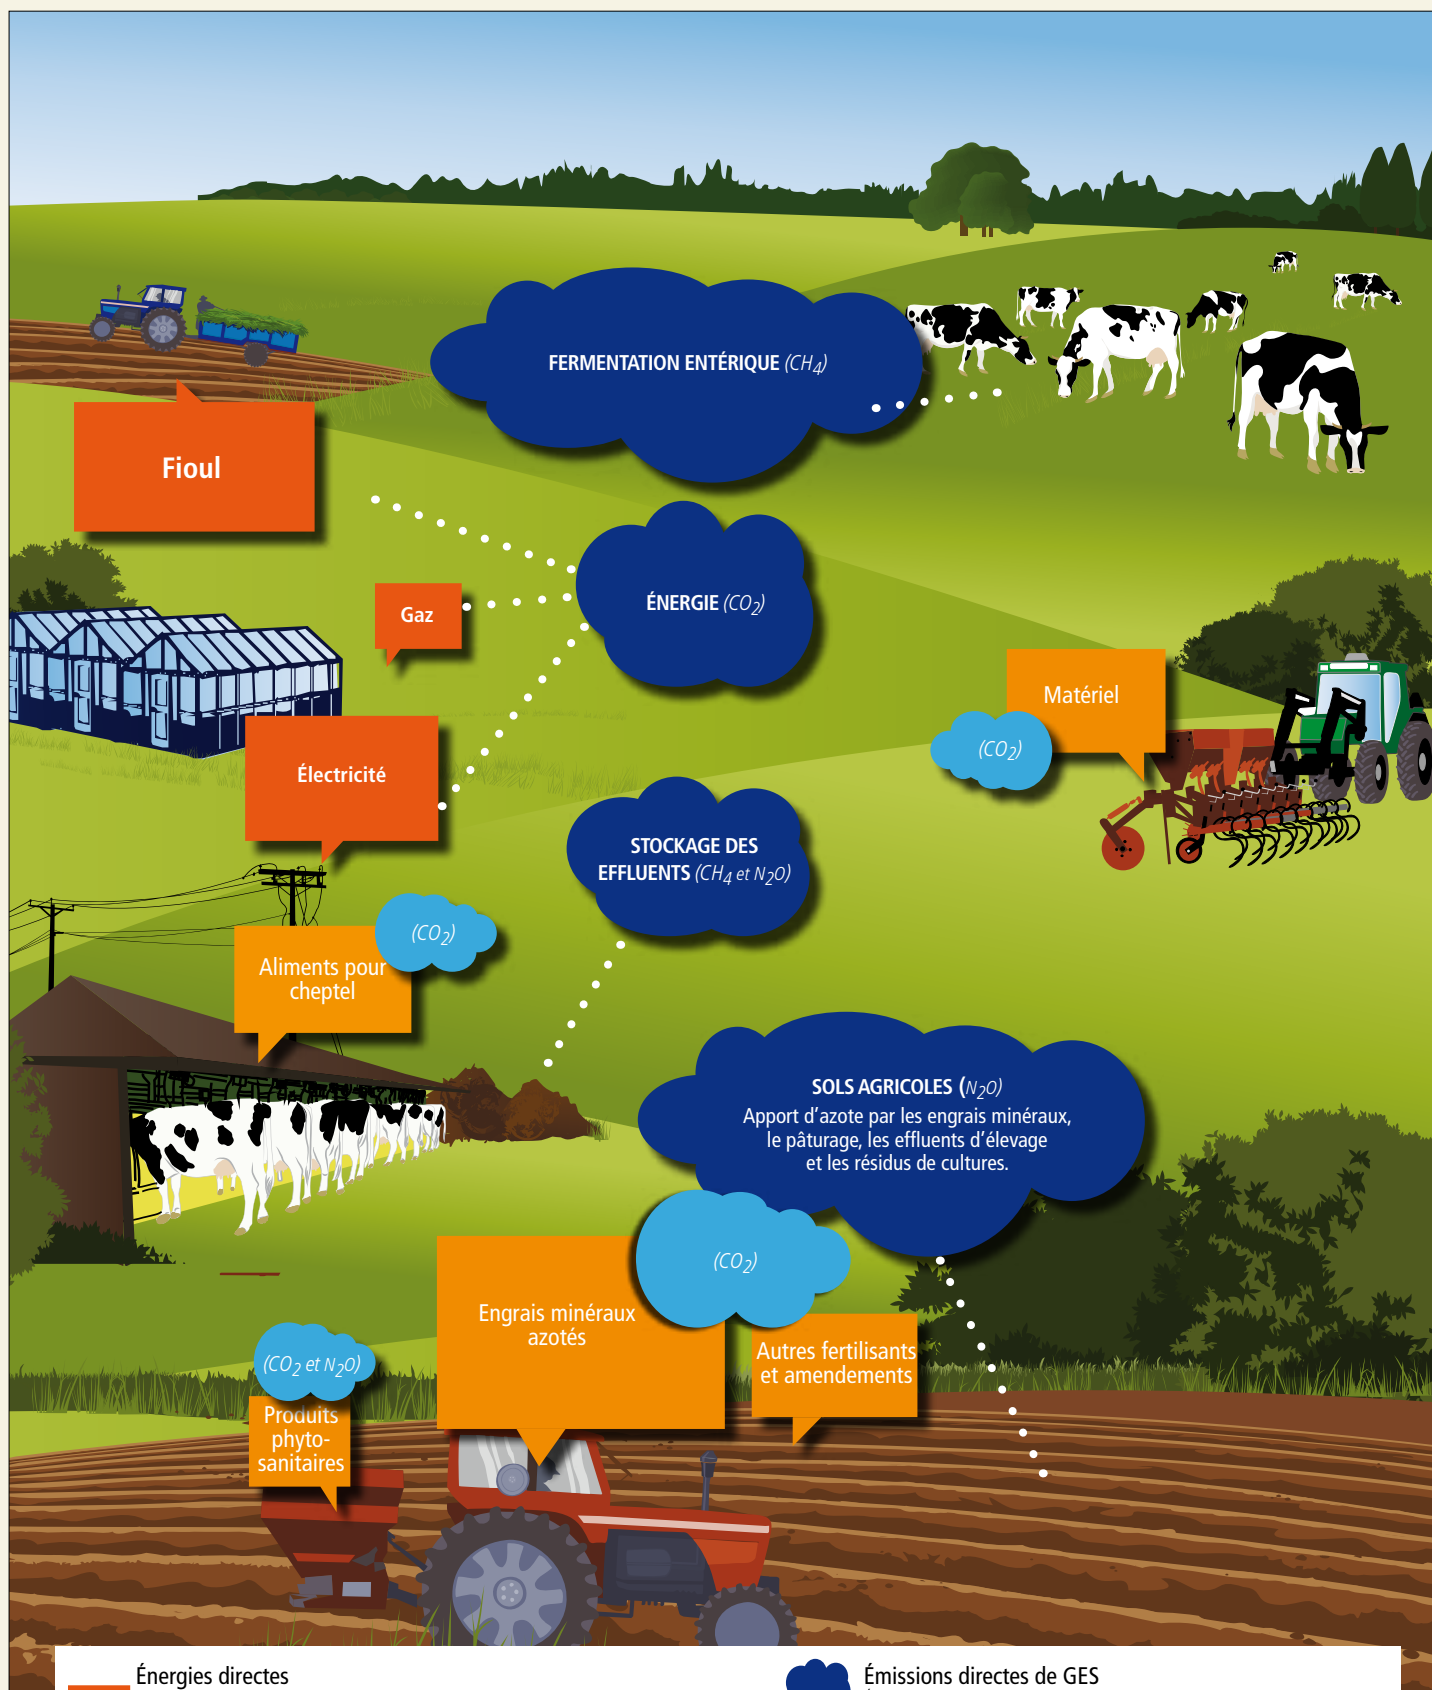 FERMENTATION ENTÉRIQUE (CH4)
Fioul
ÉNERGIE (CO2)
Gaz
Matériel
(CO2)
Électricité
STOCKAGE DES
EFFLUENTS (CH4 et N2O)
(CO2)
Aliments pour
cheptel
SOLS AGRICOLES (N2O)
Apport d'azote par les engrais minéraux,
le pâturage, les effluents d'élevage
et les résidus de cultures.
(CO2)
Engrais minéraux
azotés
Autres fertilisants
et amendements
(CO2 et N2O)
Produits
phyto-
sanitaires
Énergies directes
Émissions directes de GES